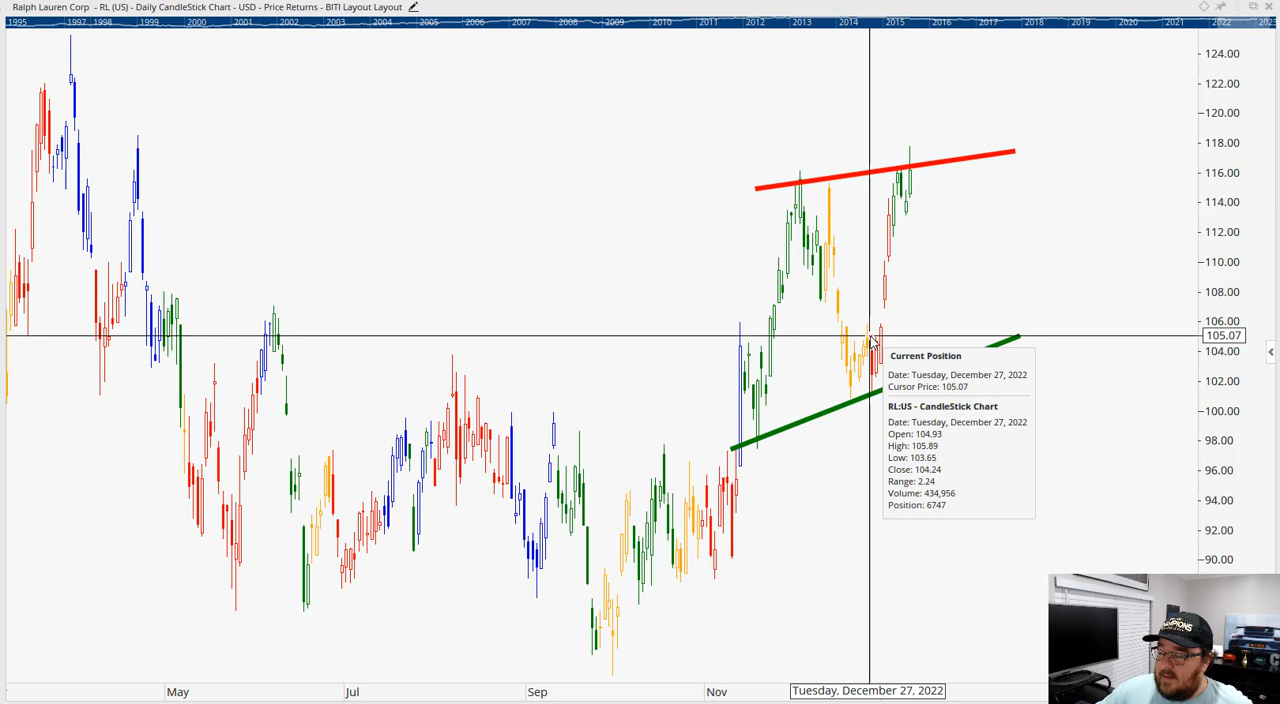 Ralph Lauren Corp - RL (US) - Daily CandleStick Chart - USD - Price Returns - BITI Layout Layout
1995 1997 1998 1999 2000 2001 2002 2003 2004 2005 2006 2007 2008 2009 2010 2011 2012 2013 2014 2015 2016 2017 2018 2019 2020 2021 2022 2023
124.00
122.00
120.00
118.00
116.00
114.00
112.00
110.00
108.00
106.00
105.07
104.00
102.00
100.00
98.00
96.00
94.00
92.00
90.00
Current Position
Date: Tuesday, December 27, 2022
Cursor Price: 105.07
RL:US - CandleStick Chart
Date: Tuesday, December 27, 2022
Open: 104.93
High: 105.89
Low: 103.65
Close: 104.24
Range: 2.24
Volume: 434,956
Position: 6747
May Jul Sep Nov Tuesday, December 27, 2022
CHAMPIONS